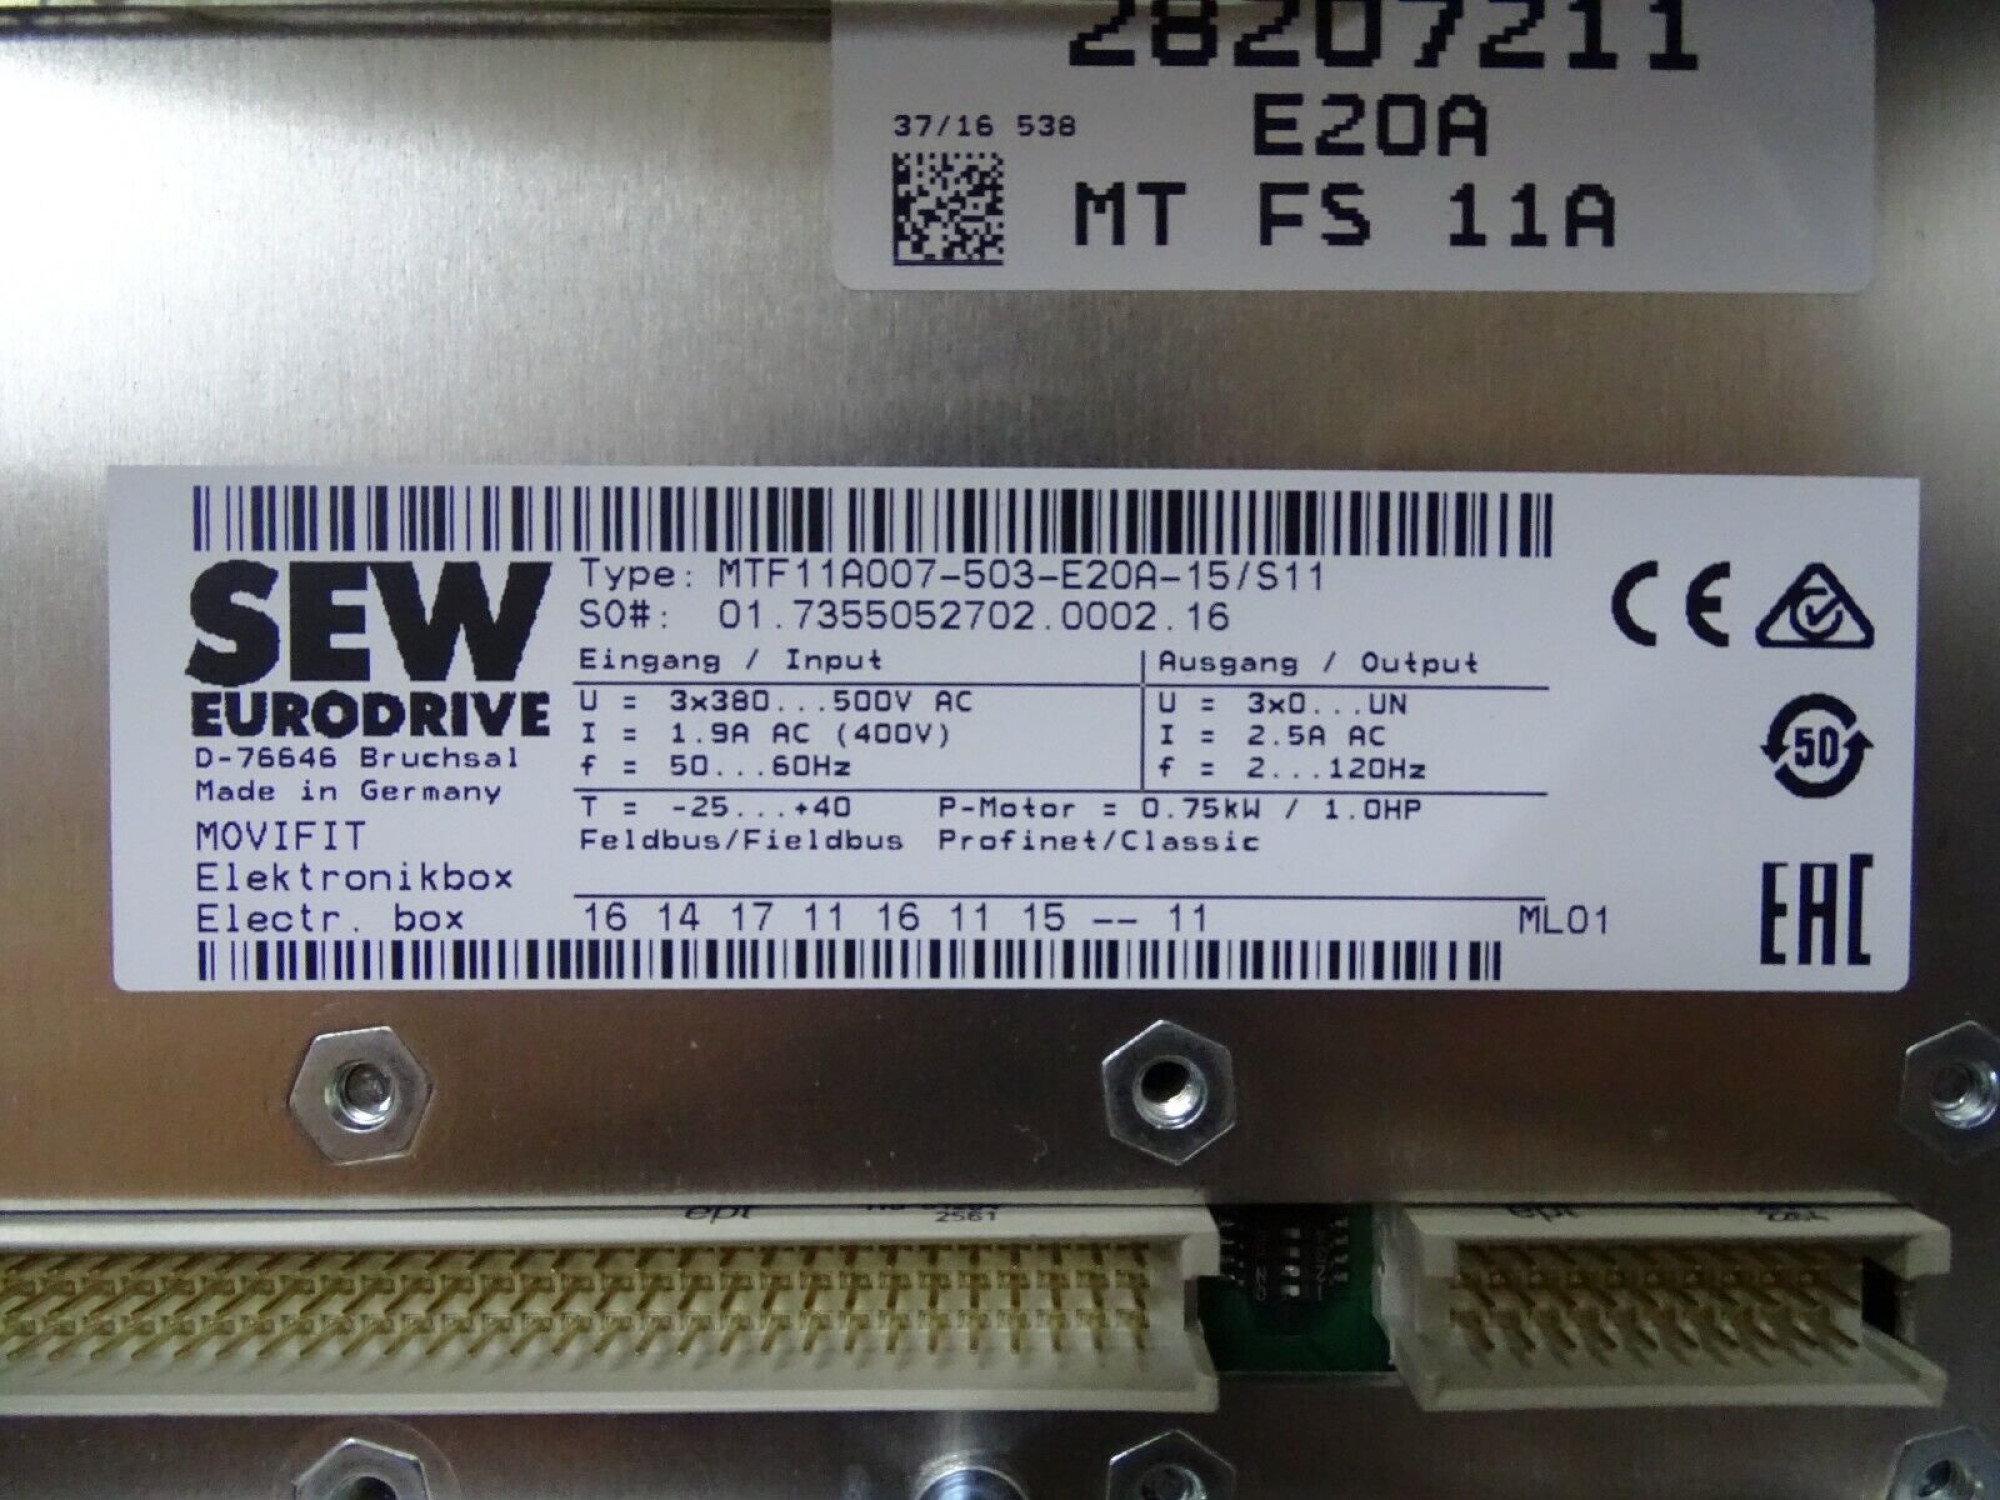 28207211
37/16 538
E20A
MT FS 11A
SEW
EURODRIVE
D-76646 Bruchsal
Made in Germany
MOVIFIT
Elektronikbox
Electr. box
Type: MTF11A007-503-E20A-15/S11
SO#: 01.7355052702.0002.16
Eingang / Input | Ausgang / Output
U = 3x380...500V AC U = 3x0...UN
I = 1.9A AC (400V) I = 2.5A AC
f = 50...60Hz f = 2...120Hz
T = -25...+40 P-Motor = 0.75kW / 1.0HP
Feldbus/Fieldbus Profinet/Classic
16 14 17 11 16 11 15 -- 11 ML01
CE
50
EAC
ept
2561
ept